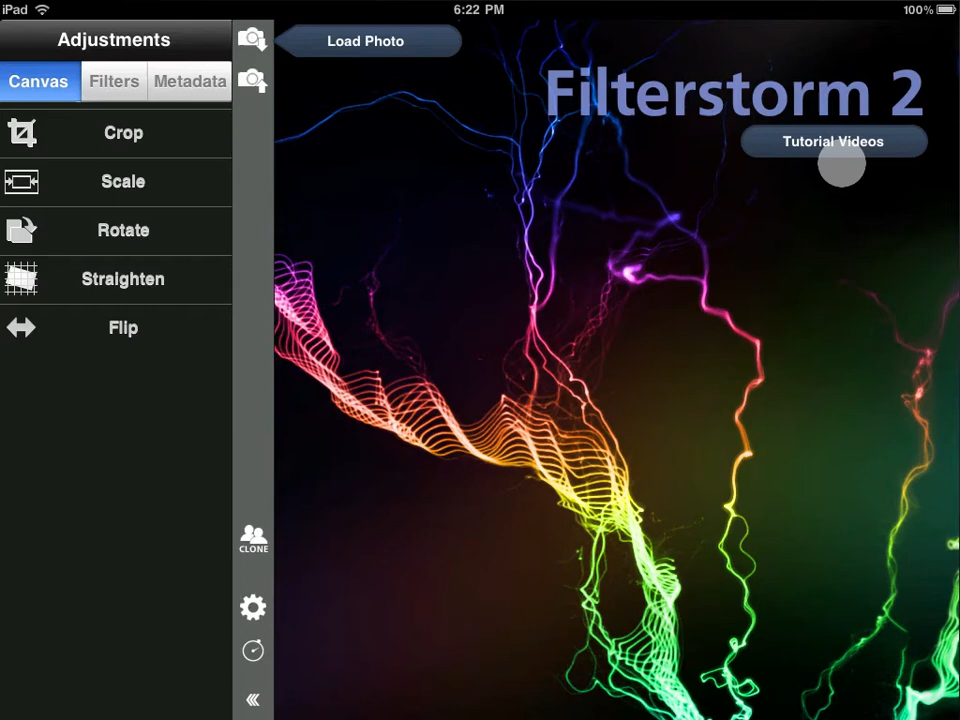 iPad 6:22 PM 100%
Adjustments
Load Photo
Canvas Filters Metadata
Filterstorm 2
Crop
Tutorial Videos
Scale
Rotate
Straighten
Flip
CLONE